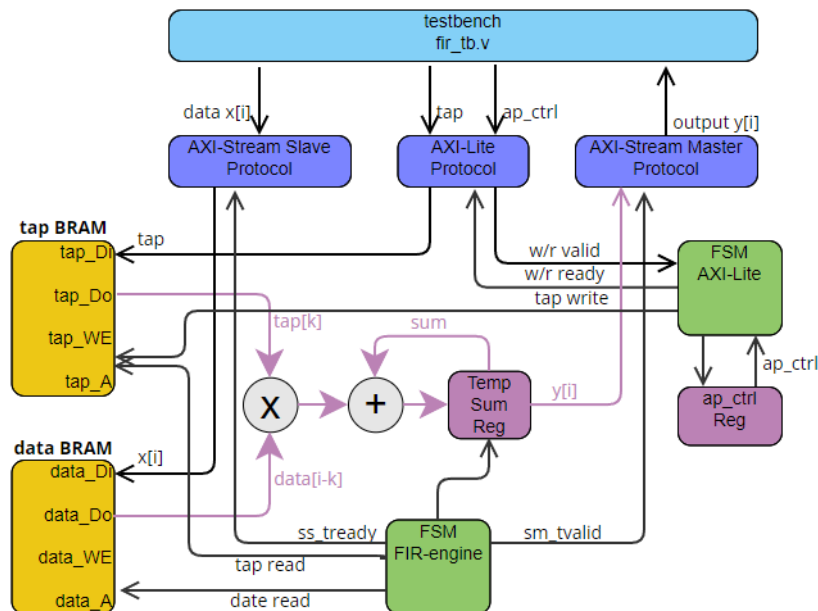 testbench
fir_tb.v
data x[i]
tap
ap_ctrl
output y[i]
AXI-Stream Slave
Protocol
AXI-Lite
Protocol
AXI-Stream Master
Protocol
tap BRAM
tap_Di
tap_Do
tap_WE
tap_A
tap
w/r valid
w/r ready
tap write
FSM
AXI-Lite
tap[k]
sum
x
+
Temp
Sum
Reg
y[i]
ap_ctrl
ap_ctrl
Reg
data BRAM
data_Di
data_Do
data_WE
data_A
x[i]
data[i-k]
ss_tready
tap read
date read
FSM
FIR-engine
sm_tvalid